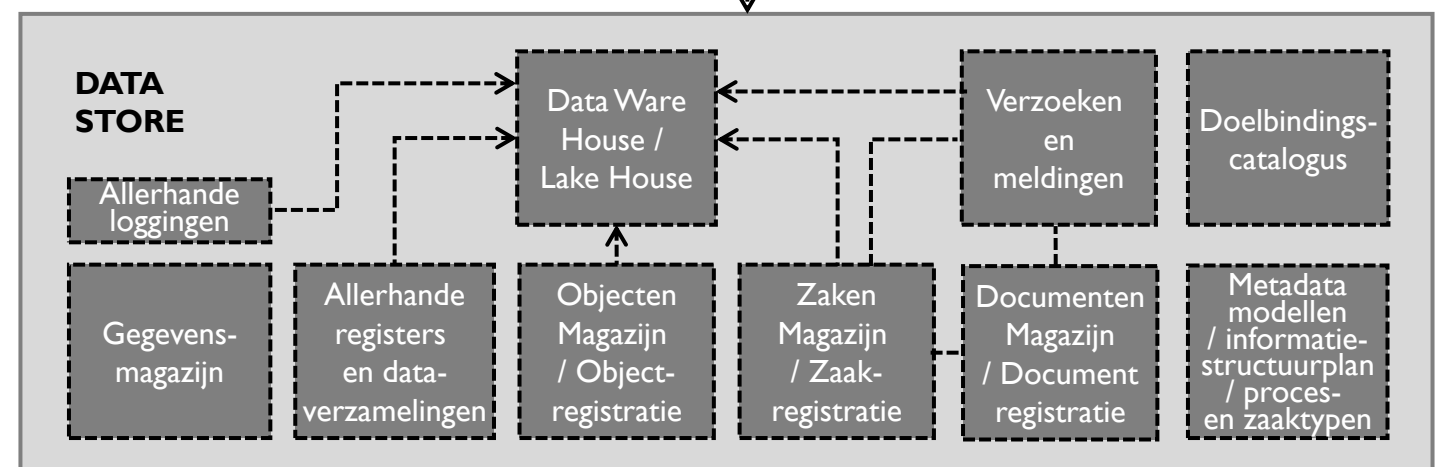 DATA
STORE
Data Ware
House /
Lake House
Verzoeken
en
meldingen
Doelbindings-
catalogus
Allerhande
loggingen
Gegevens-
magazijn
Allerhande
registers
en data-
verzamelingen
Objecten
Magazijn
/ Object-
registratie
Zaken
Magazijn
/ Zaak-
registratie
Documenten
Magazijn
/ Document
registratie
Metadata
modellen
/ informatie-
structuurplan
/ proces-
en zaaktypen